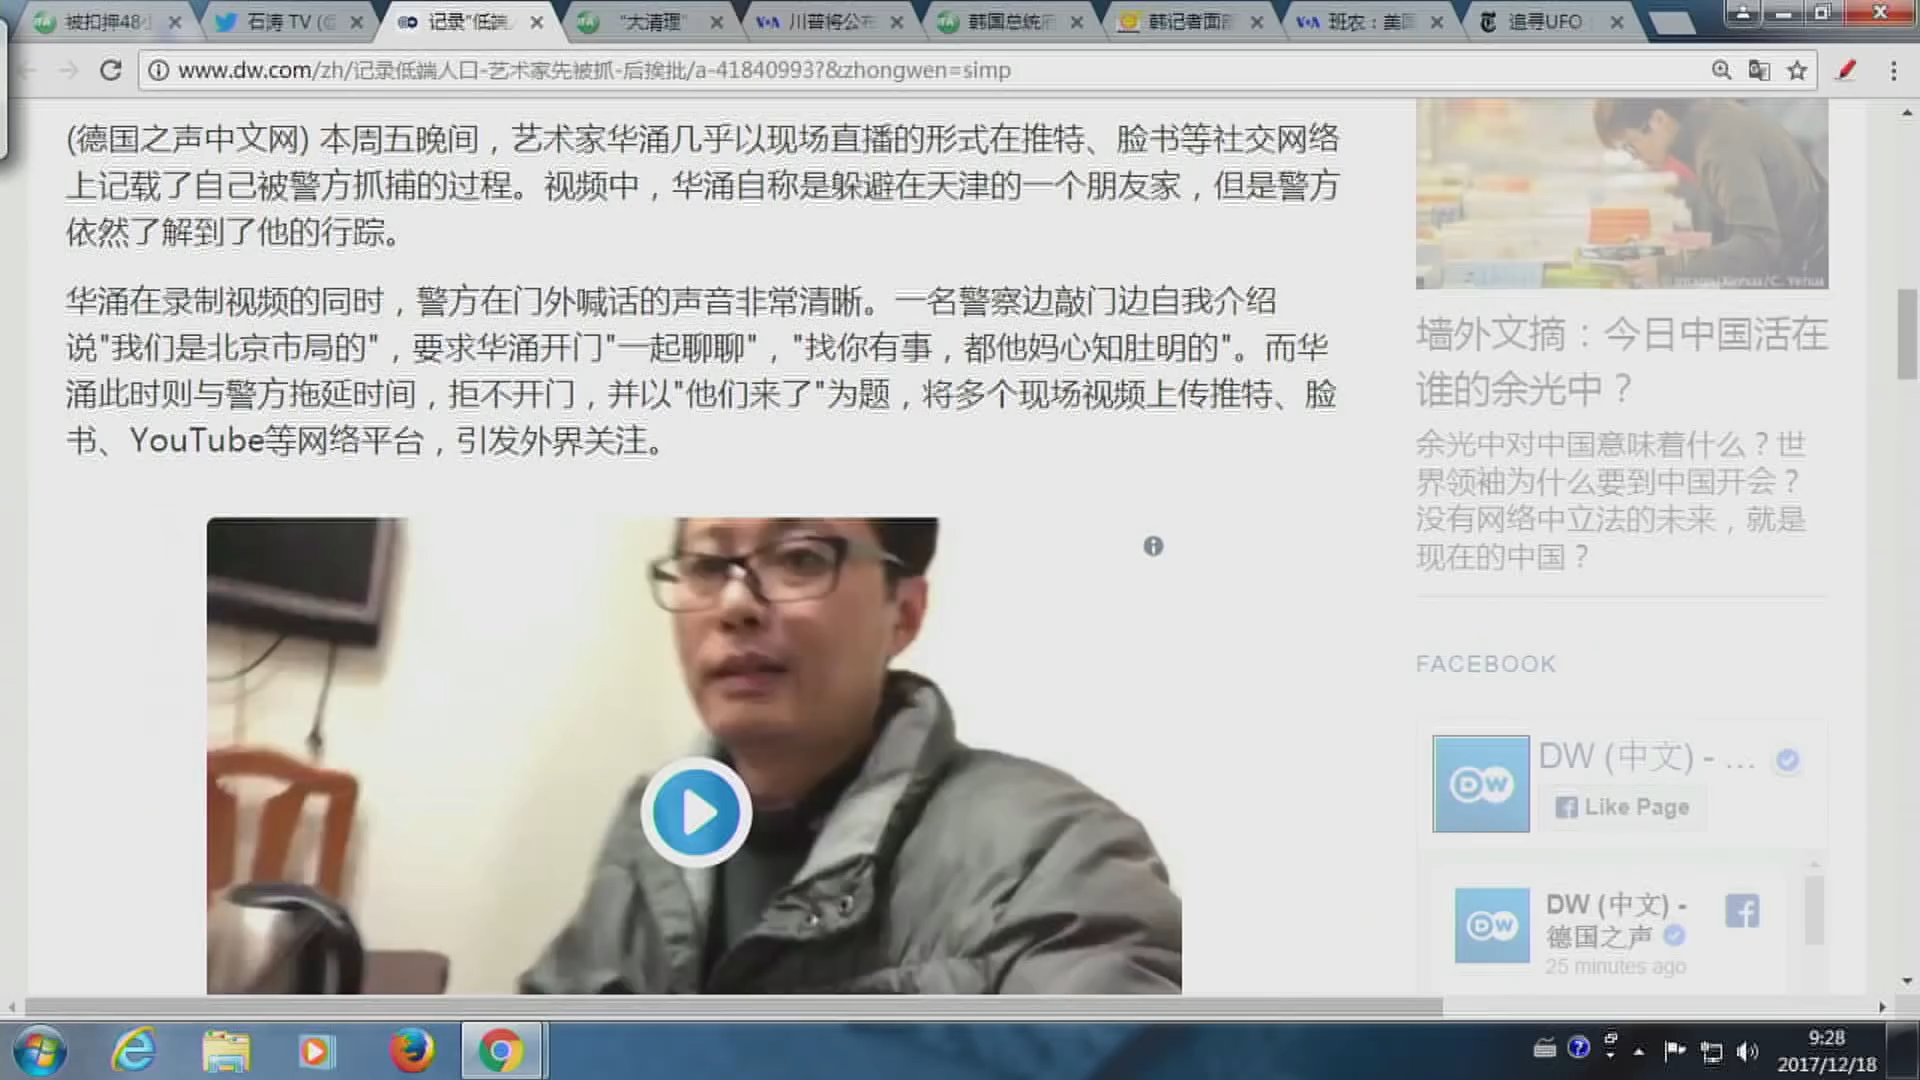 被扣押48
石涛 TV (@
记录“低端
“大清理”
川普将公布
韩国总统府
韩记者面部
班农：美国
追寻UFO
www.dw.com/zh/记录低端人口-艺术家先被抓-后挨批/a-41840993?&zhongwen=simp
(德国之声中文网) 本周五晚间，艺术家华涌几乎以现场直播的形式在推特、脸书等社交网络
上记载了自己被警方抓捕的过程。视频中，华涌自称是躲避在天津的一个朋友家，但是警方
依然了解到了他的行踪。
华涌在录制视频的同时，警方在门外喊话的声音非常清晰。一名警察边敲门边自我介绍
说"我们是北京市局的"，要求华涌开门"一起聊聊"，"找你有事，都他妈心知肚明的"。而华
涌此时则与警方拖延时间，拒不开门，并以"他们来了"为题，将多个现场视频上传推特、脸
书、YouTube等网络平台，引发外界关注。
Imago/Xinhua/C. Yehua
墙外文摘：今日中国活在
谁的余光中？
余光中对中国意味着什么？世
界领袖为什么要到中国开会？
没有网络中立法的未来，就是
现在的中国？
FACEBOOK
DW
DW (中文) - ...
Like Page
DW
DW (中文) -
德国之声
25 minutes ago
9:28
2017/12/18